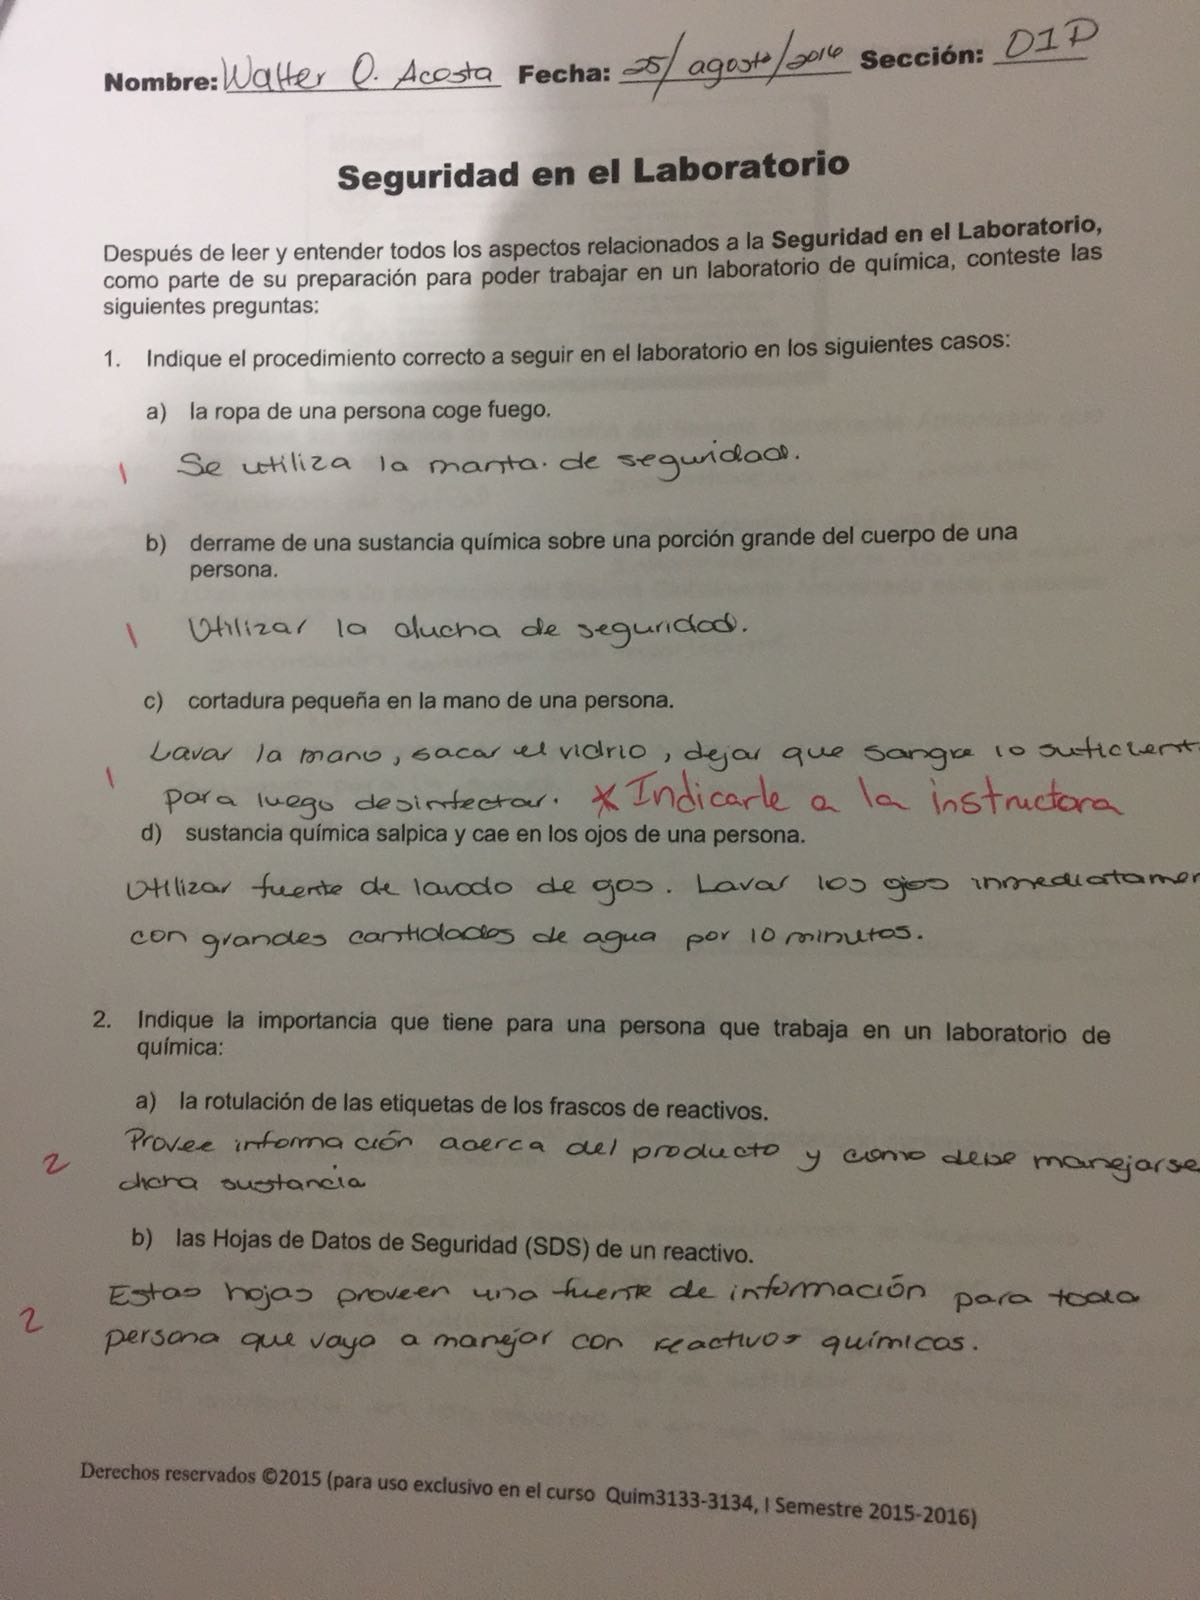 Nombre: Walter O. Acosta Fecha: 25/agosto/2016 Sección: D1D
Seguridad en el Laboratorio
Después de leer y entender todos los aspectos relacionados a la Seguridad en el Laboratorio,
como parte de su preparación para poder trabajar en un laboratorio de química, conteste las
siguientes preguntas:
1. Indique el procedimiento correcto a seguir en el laboratorio en los siguientes casos:
a) la ropa de una persona coge fuego.
1 Se utiliza la manta de seguridad.
b) derrame de una sustancia química sobre una porción grande del cuerpo de una
persona.
1 Utilizar la ducha de seguridad.
c) cortadura pequeña en la mano de una persona.
Lavar la mano, sacar el vidrio, dejar que sangre lo suficient
1 para luego desinfectar. * Indicarle a la instructora
d) sustancia química salpica y cae en los ojos de una persona.
Utilizar fuente de lavado de gos. Lavar los ojos inmediatamen
con grandes cantidades de agua por 10 minutos.
2. Indique la importancia que tiene para una persona que trabaja en un laboratorio de
química:
a) la rotulación de las etiquetas de los frascos de reactivos.
Provee información acerca del producto y como debe manejarse
2 dicha sustancia
b) las Hojas de Datos de Seguridad (SDS) de un reactivo.
Estas hojas proveen una fuente de información para toda
2 persona que vaya a manejar con reactivos químicos.
Derechos reservados ©2015 (para uso exclusivo en el curso Quim3133-3134, I Semestre 2015-2016)